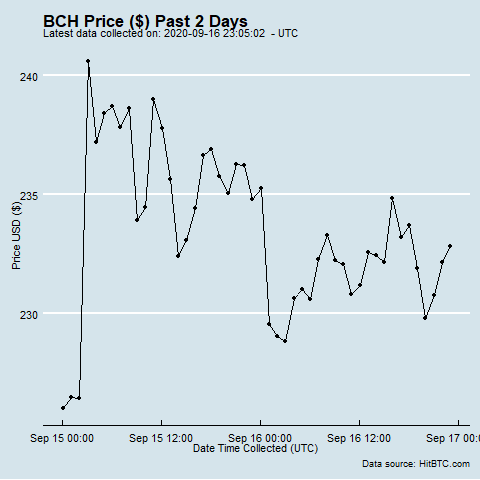 BCH Price ($) Past 2 Days
Latest data collected on: 2020-09-16 23:05:02  - UTC
240
235
230
Price USD ($)
Sep 15 00:00 Sep 15 12:00 Sep 16 00:00 Sep 16 12:00 Sep 17 00:00
Date Time Collected (UTC)
Data source: HitBTC.com